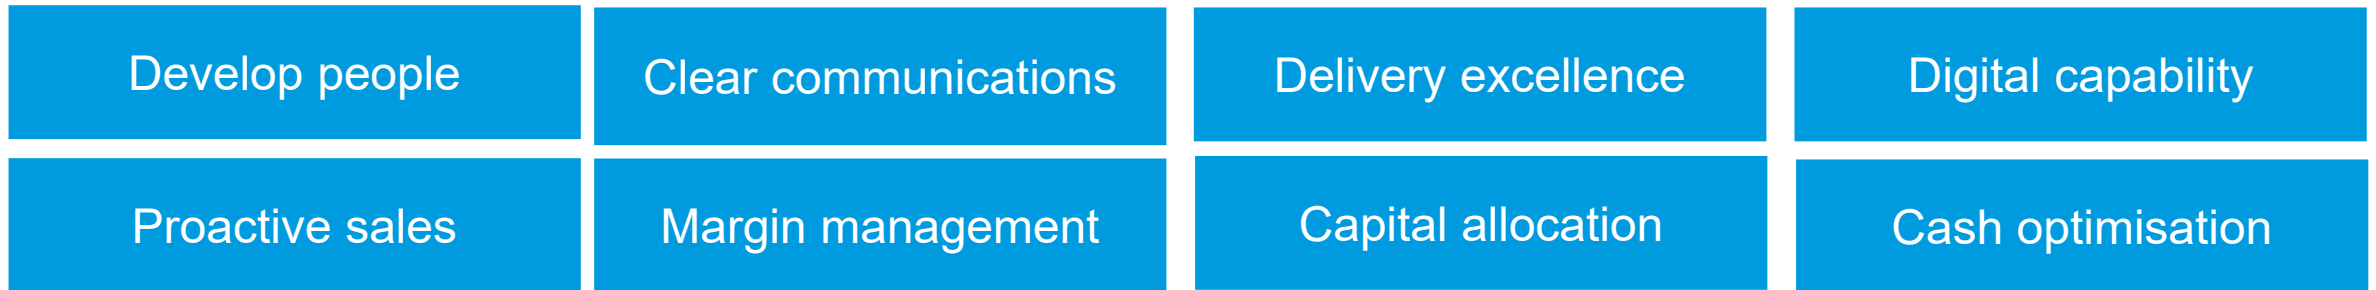 Develop people
Clear communications
Delivery excellence
Digital capability
Proactive sales
Margin management
Capital allocation
Cash optimisation